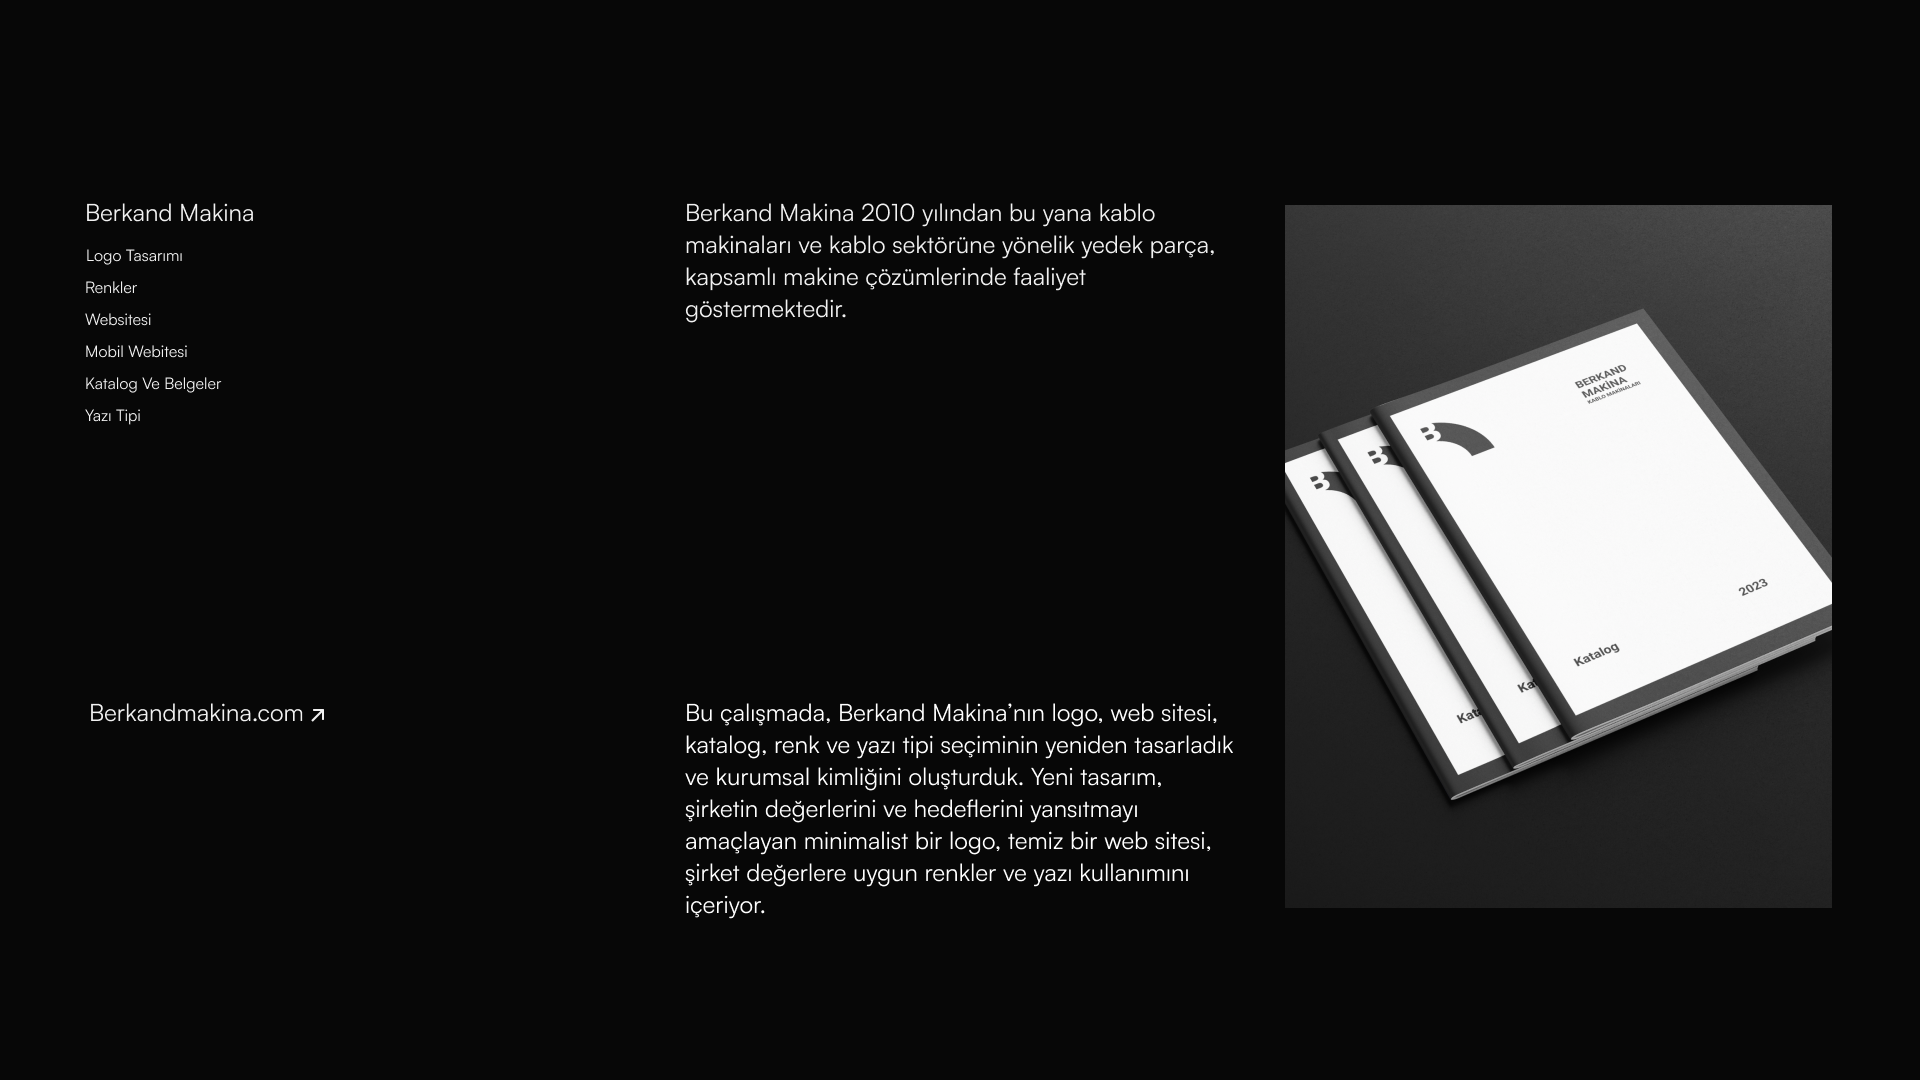 Berkand Makina
Logo Tasarımı
Renkler
Websitesi
Mobil Webitesi
Katalog Ve Belgeler
Yazı Tipi
Berkandmakina.com
Berkand Makina 2010 yılından bu yana kablo
makinaları ve kablo sektörüne yönelik yedek parça,
kapsamlı makine çözümlerinde faaliyet
göstermektedir.
Bu çalışmada, Berkand Makina’nın logo, web sitesi,
katalog, renk ve yazı tipi seçiminin yeniden tasarladık
ve kurumsal kimliğini oluşturduk. Yeni tasarım,
şirketin değerlerini ve hedeflerini yansıtmayı
amaçlayan minimalist bir logo, temiz bir web sitesi,
şirket değerlere uygun renkler ve yazı kullanımını
içeriyor.
BERKAND
MAKİNA
KABLO MAKİNALARI
B
B
B
2023
Katalog
Ka
Kata